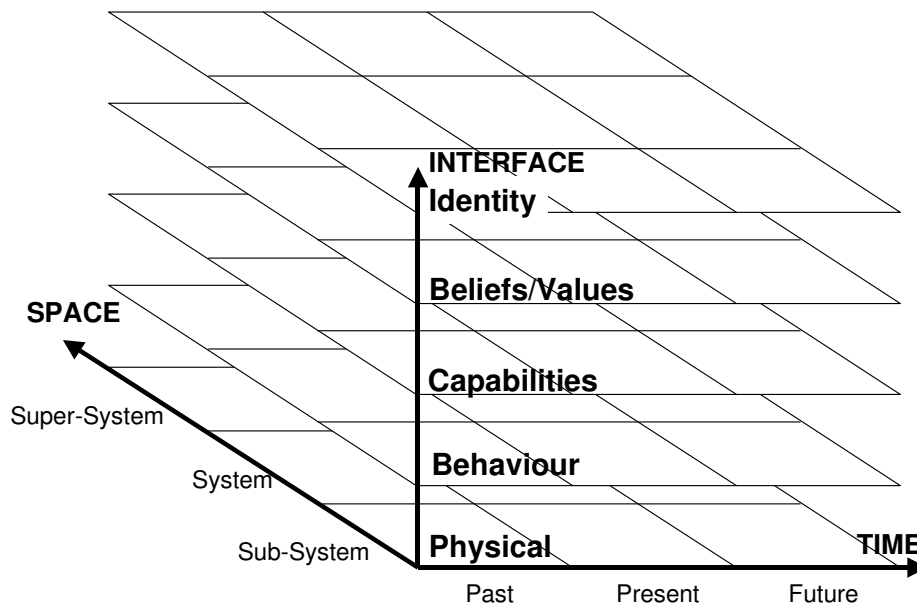 INTERFACE
Identity
Beliefs/Values
SPACE
Capabilities
Super-System
Behaviour
System
Sub-System
Physical
TIME
Past Present Future